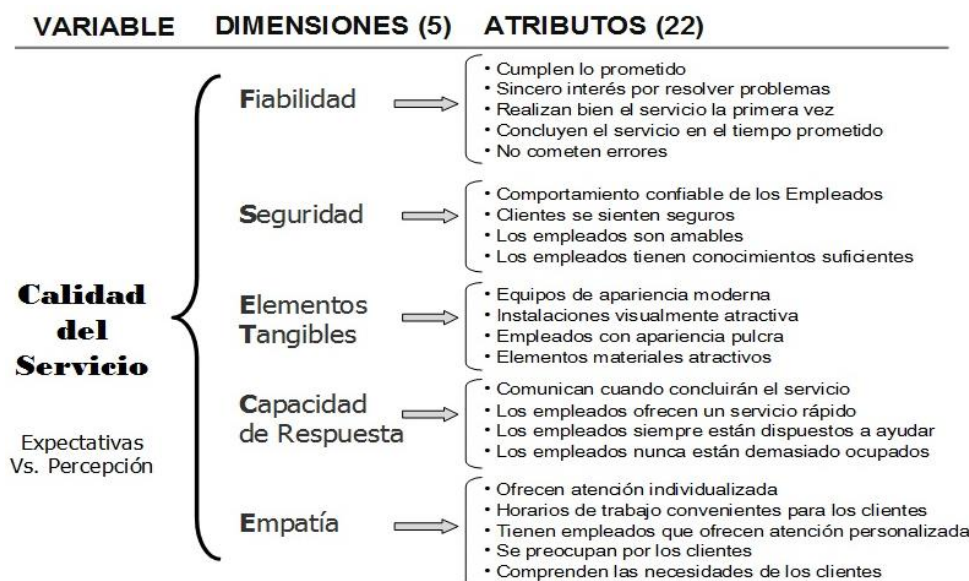 VARIABLE DIMENSIONES (5) ATRIBUTOS (22)
Calidad
del
Servicio
Expectativas
Vs. Percepción
Fiabilidad
• Cumplen lo prometido
• Sincero interés por resolver problemas
• Realizan bien el servicio la primera vez
• Concluyen el servicio en el tiempo prometido
• No cometen errores
Seguridad
• Comportamiento confiable de los Empleados
• Clientes se sienten seguros
• Los empleados son amables
• Los empleados tienen conocimientos suficientes
Elementos
Tangibles
• Equipos de apariencia moderna
• Instalaciones visualmente atractiva
• Empleados con apariencia pulcra
• Elementos materiales atractivos
Capacidad
de Respuesta
• Comunican cuando concluirán el servicio
• Los empleados ofrecen un servicio rápido
• Los empleados siempre están dispuestos a ayudar
• Los empleados nunca están demasiado ocupados
Empatía
• Ofrecen atención individualizada
• Horarios de trabajo convenientes para los clientes
• Tienen empleados que ofrecen atención personalizada
• Se preocupan por los clientes
• Comprenden las necesidades de los clientes